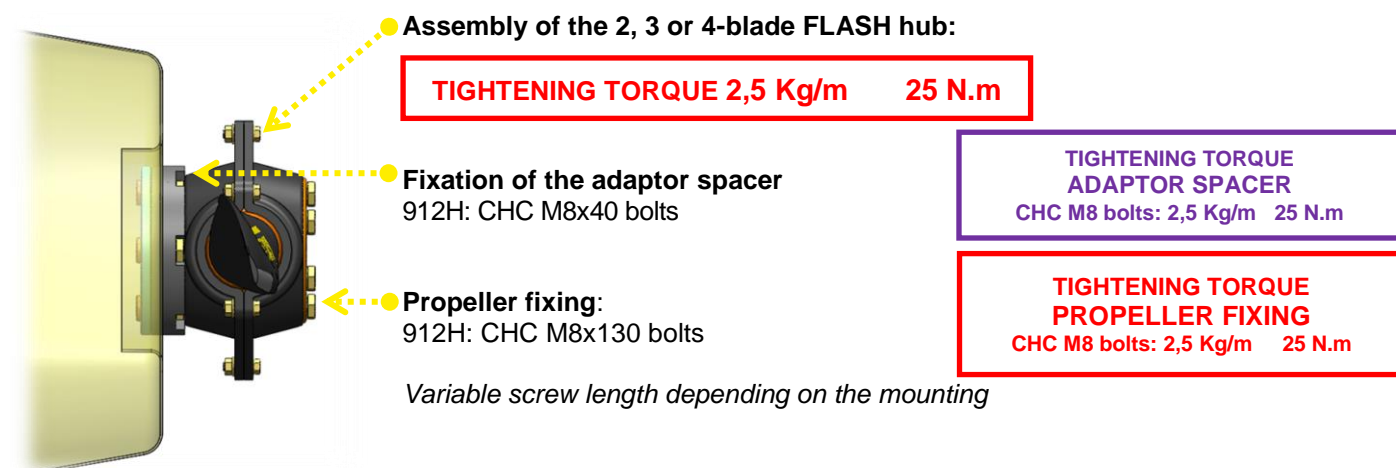 Assembly of the 2, 3 or 4-blade FLASH hub:
TIGHTENING TORQUE 2,5 Kg/m 25 N.m
TIGHTENING TORQUE
ADAPTOR SPACER
CHC M8 bolts: 2,5 Kg/m 25 N.m
Fixation of the adaptor spacer
912H: CHC M8x40 bolts
TIGHTENING TORQUE
PROPELLER FIXING
CHC M8 bolts: 2,5 Kg/m 25 N.m
Propeller fixing:
912H: CHC M8x130 bolts
Variable screw length depending on the mounting